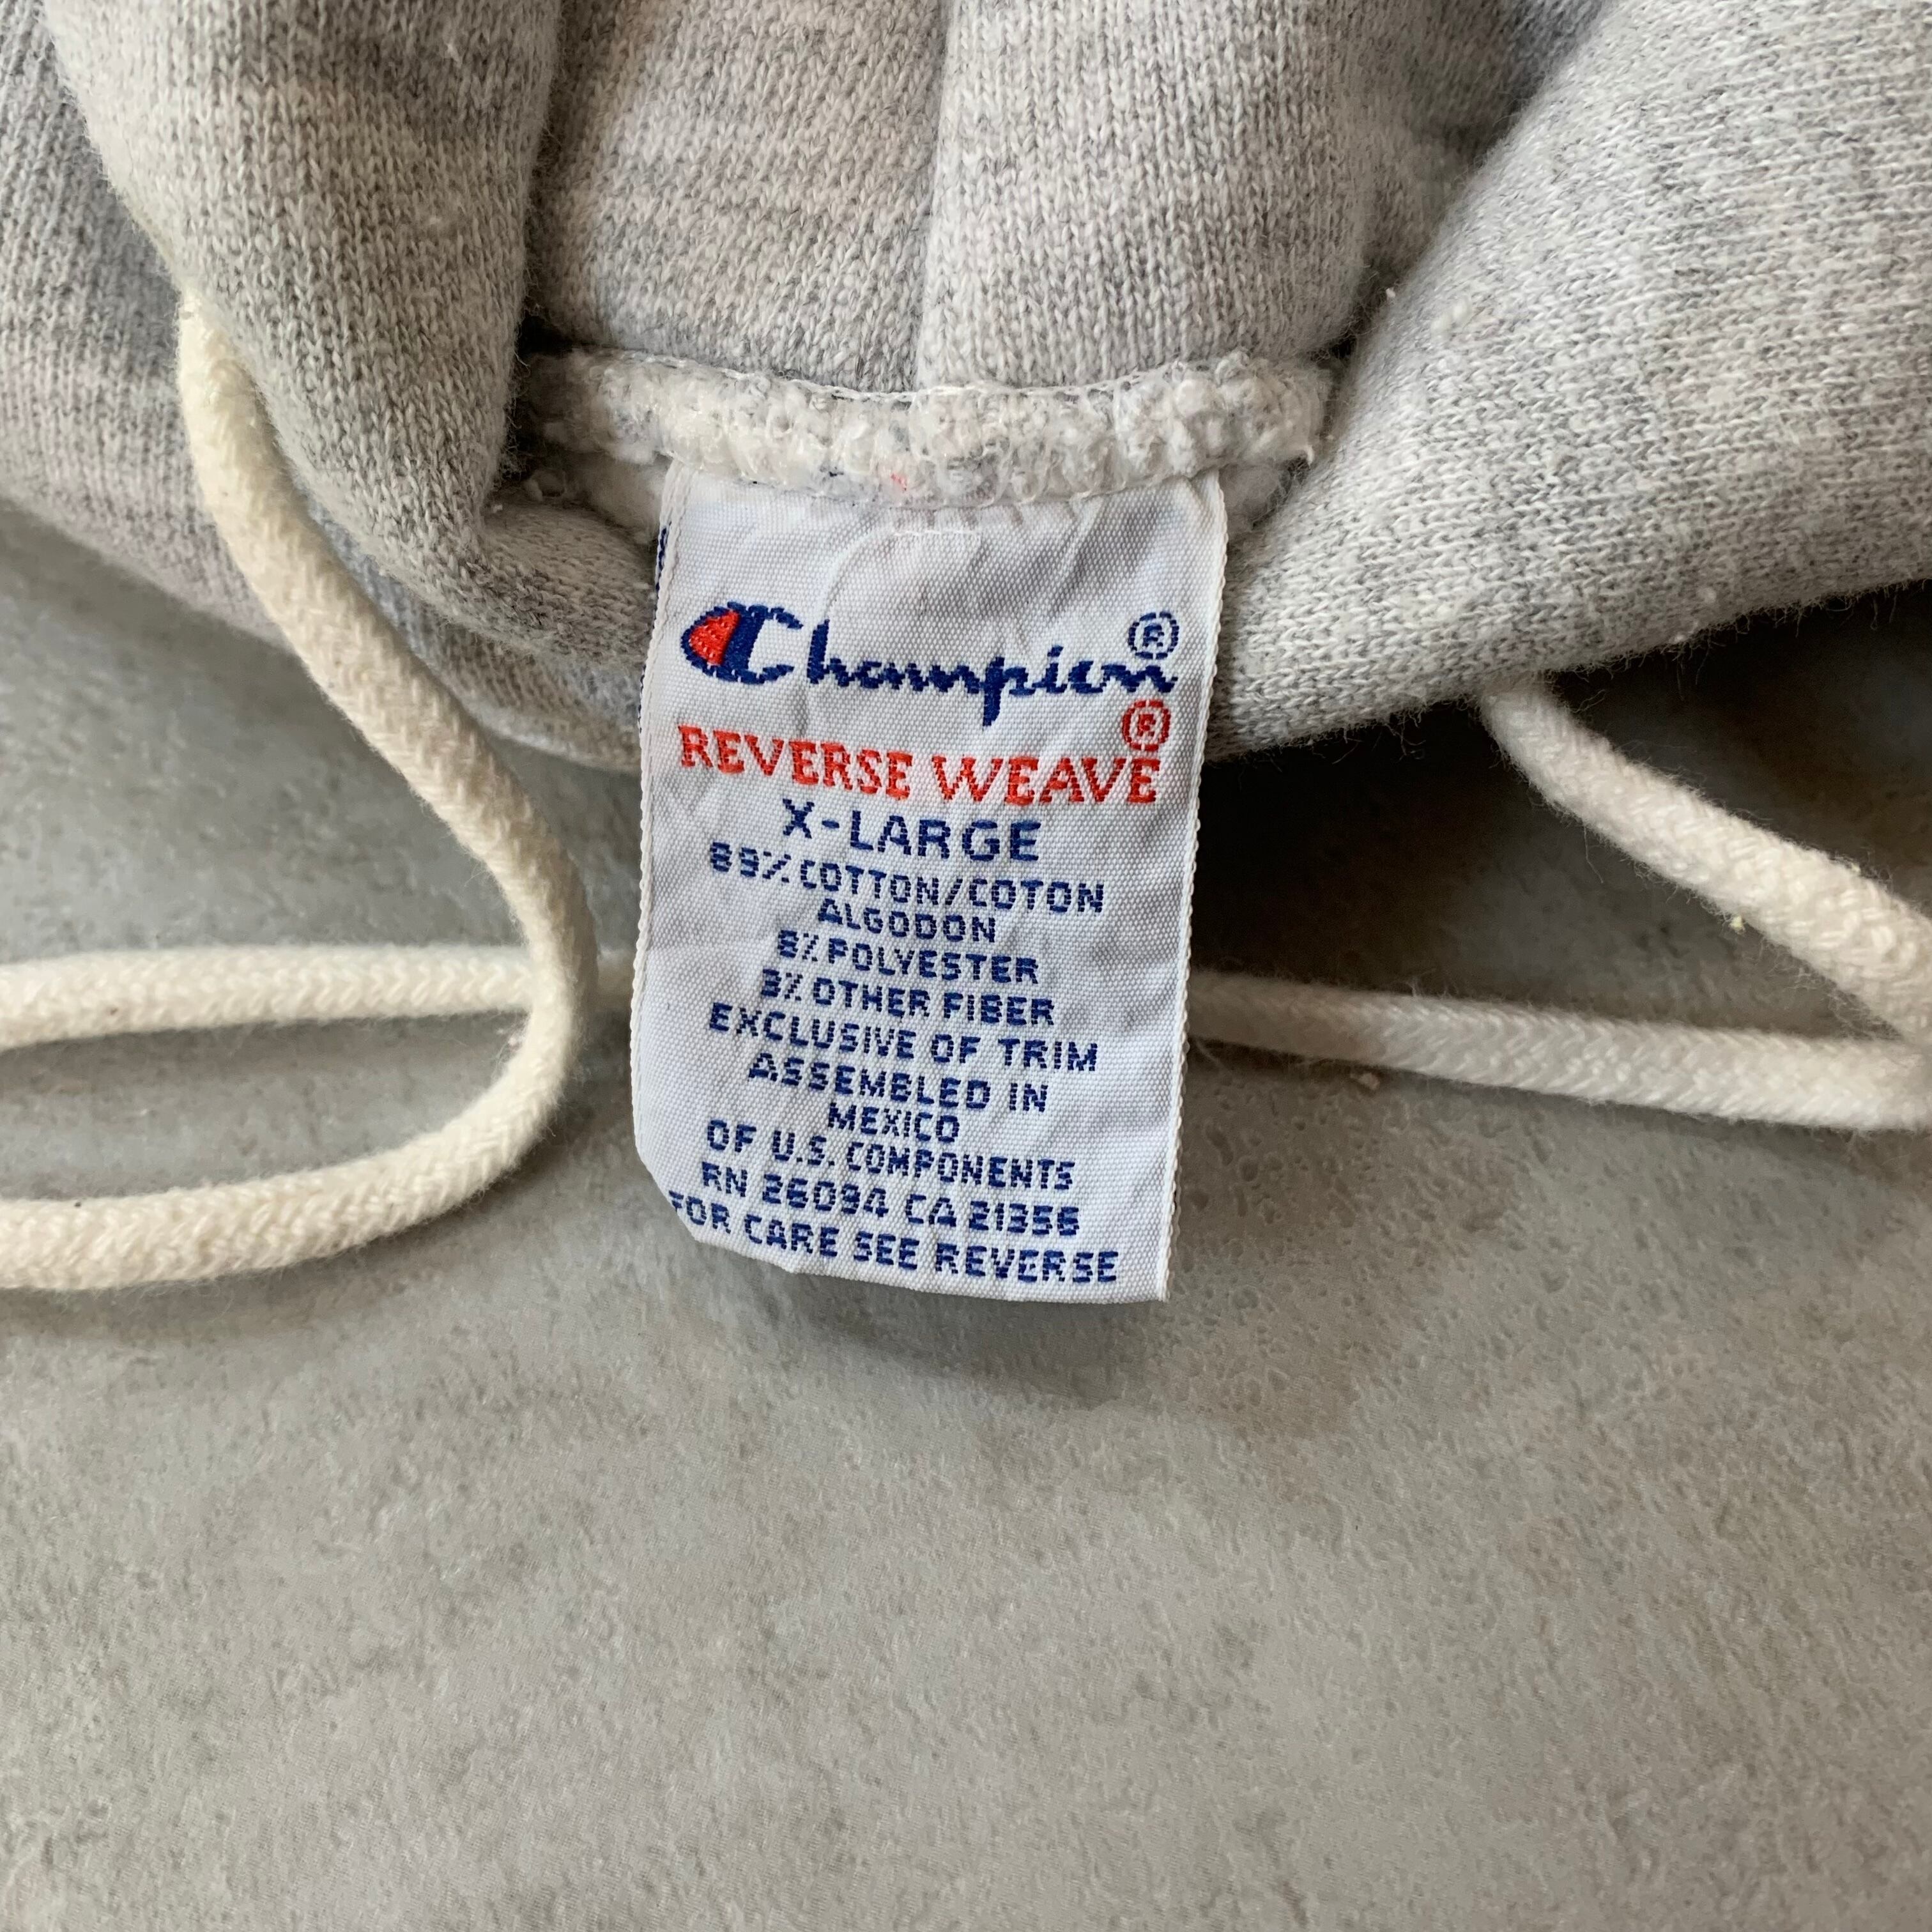 Champion®
REVERSE WEAVE®
X-LARGE
89% COTTON/COTON
ALGODON
8% POLYESTER
3% OTHER FIBER
EXCLUSIVE OF TRIM
ASSEMBLED IN
MEXICO
OF U.S. COMPONENTS
RN 26094 CA 21356
FOR CARE SEE REVERSE